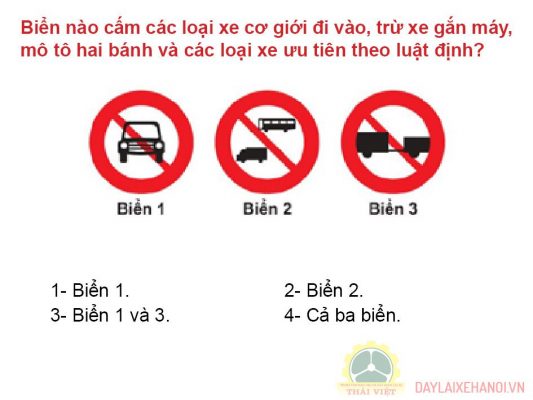 Biển nào cấm các loại xe cơ giới đi vào, trừ xe gắn máy,
mô tô hai bánh và các loại xe ưu tiên theo luật định?
Biển 1 Biển 2 Biển 3
1- Biển 1. 2- Biển 2.
3- Biển 1 và 3. 4- Cả ba biển.
THÁI VIỆT
DAYLAIXEHANOI.VN